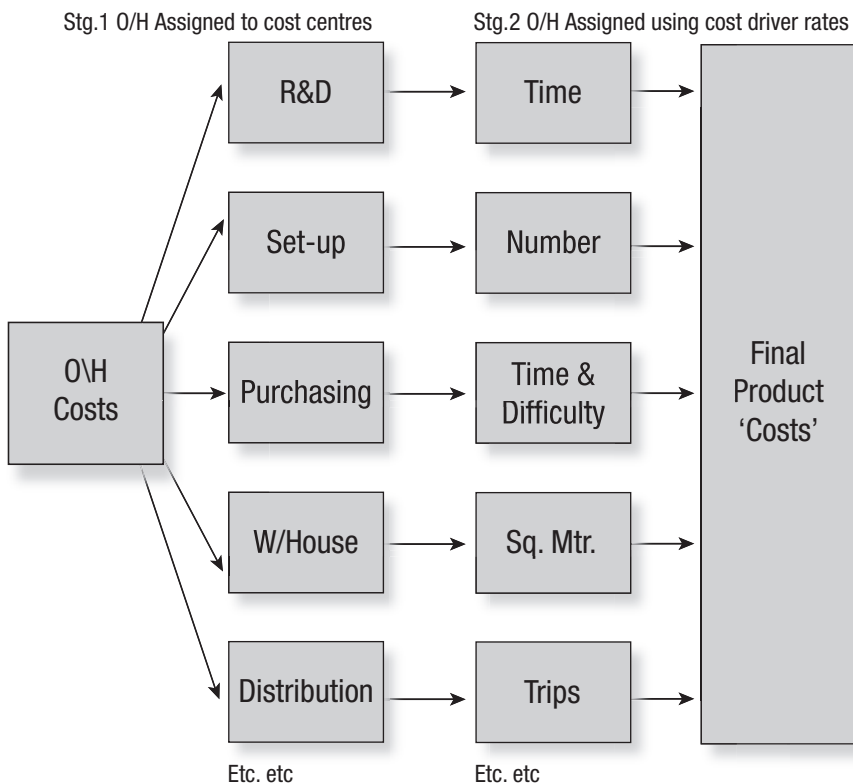 Stg.1 O/H Assigned to cost centres
Stg.2 O/H Assigned using cost driver rates
R&D
Time
Set-up
Number
O\H
Costs
Purchasing
Time &
Difficulty
Final
Product
‘Costs’
W/House
Sq. Mtr.
Distribution
Trips
Etc. etc
Etc. etc